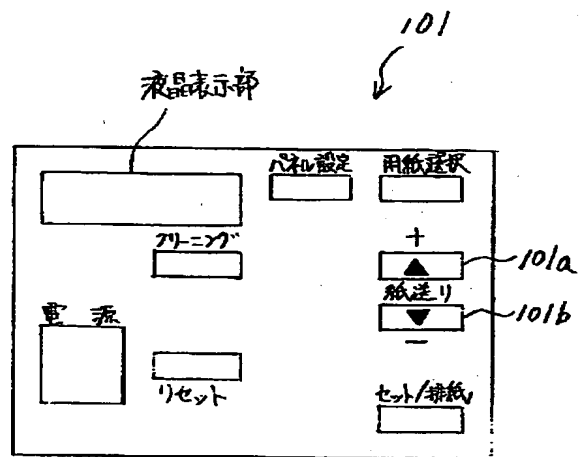 101
液晶表示部
パネル設定
用紙選択
クリーニング
+
▲
101a
紙送り
▼
101b
−
電源
リセット
セット/排紙